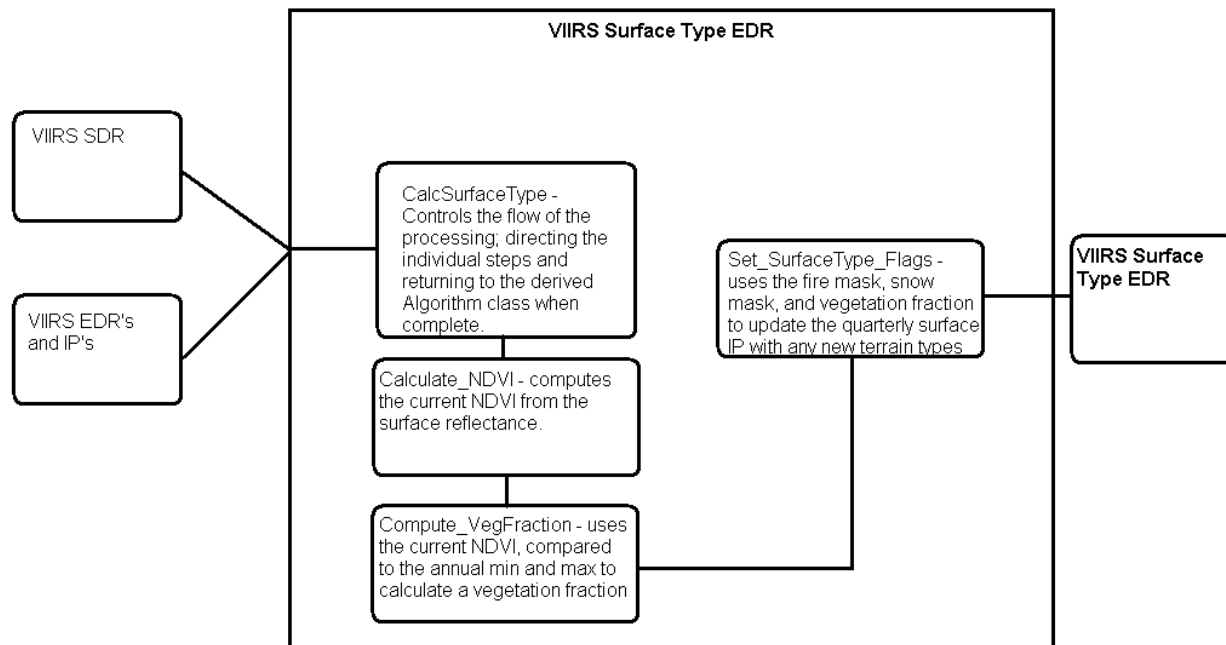 VIIRS Surface Type EDR
VIIRS SDR
VIIRS EDR's
and IP's
CalcSurfaceType -
Controls the flow of the
processing; directing the
individual steps and
returning to the derived
Algorithm class when
complete.
Calculate_NDVI - computes
the current NDVI from the
surface reflectance.
Compute_VegFraction - uses
the current NDVI, compared
to the annual min and max to
calculate a vegetation fraction
Set_SurfaceType_Flags -
uses the fire mask, snow
mask, and vegetation fraction
to update the quarterly surface
IP with any new terrain types
VIIRS Surface
Type EDR